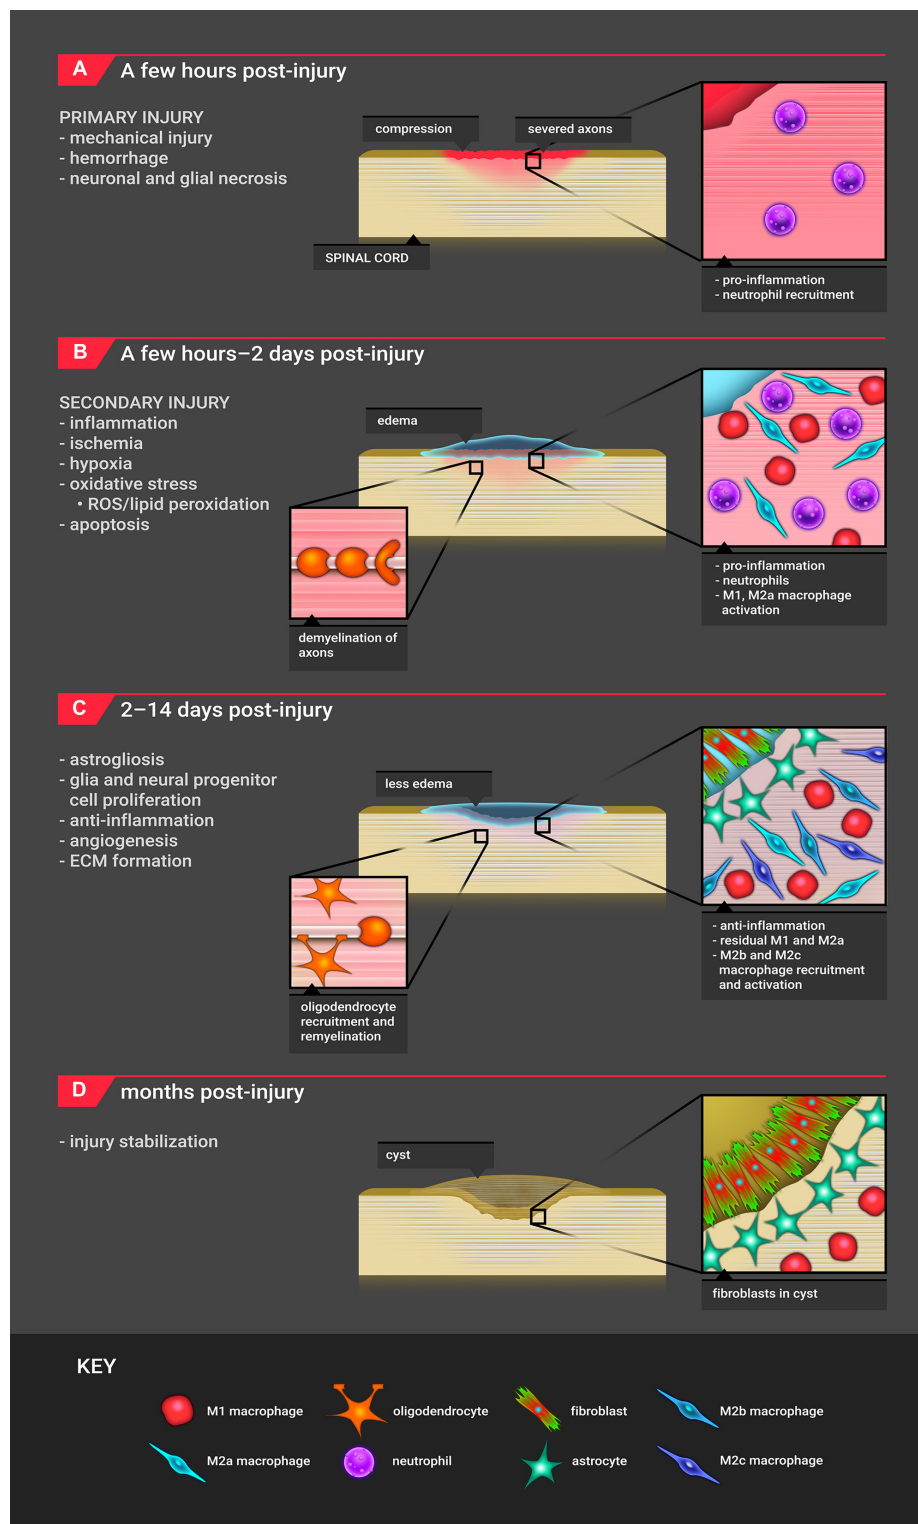 A
A few hours post-injury
PRIMARY INJURY
- mechanical injury
- hemorrhage
- neuronal and glial necrosis
compression
severed axons
SPINAL CORD
- pro-inflammation
- neutrophil recruitment
B
A few hours–2 days post-injury
SECONDARY INJURY
- inflammation
- ischemia
- hypoxia
- oxidative stress
• ROS/lipid peroxidation
- apoptosis
edema
demyelination of
axons
- pro-inflammation
- neutrophils
- M1, M2a macrophage
activation
C
2–14 days post-injury
- astrogliosis
- glia and neural progenitor
cell proliferation
- anti-inflammation
- angiogenesis
- ECM formation
less edema
oligodendrocyte
recruitment and
remyelination
- anti-inflammation
- residual M1 and M2a
- M2b and M2c
macrophage recruitment
and activation
D
months post-injury
- injury stabilization
cyst
fibroblasts in cyst
KEY
M1 macrophage
oligodendrocyte
fibroblast
M2b macrophage
M2a macrophage
neutrophil
astrocyte
M2c macrophage